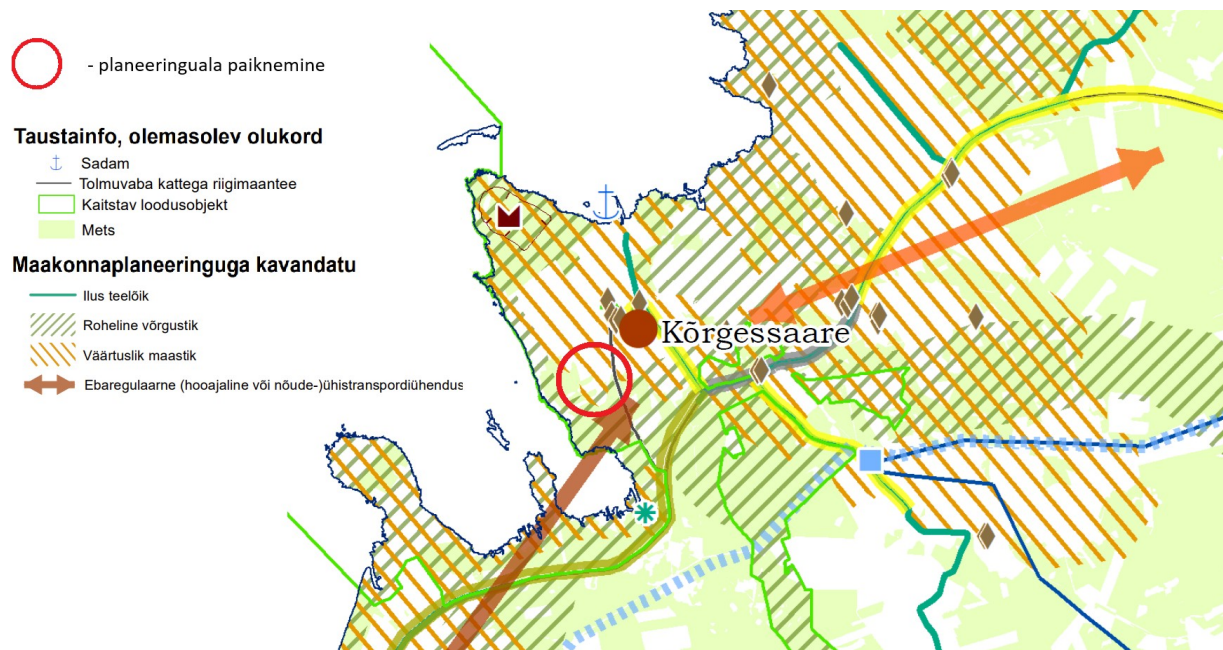 - planeeringuala paiknemine
Taustainfo, olemasolev olukord
Sadam
Tolmuvaba kattega riigimaantee
Kaitstav loodusobjekt
Mets
Maakonnaplaneeringuga kavandatu
Ilus teelõik
Roheline võrgustik
Väärtuslik maastik
Ebaregulaarne (hooajaline või nõude-)ühistranspordiühendus
Kõrgessaare